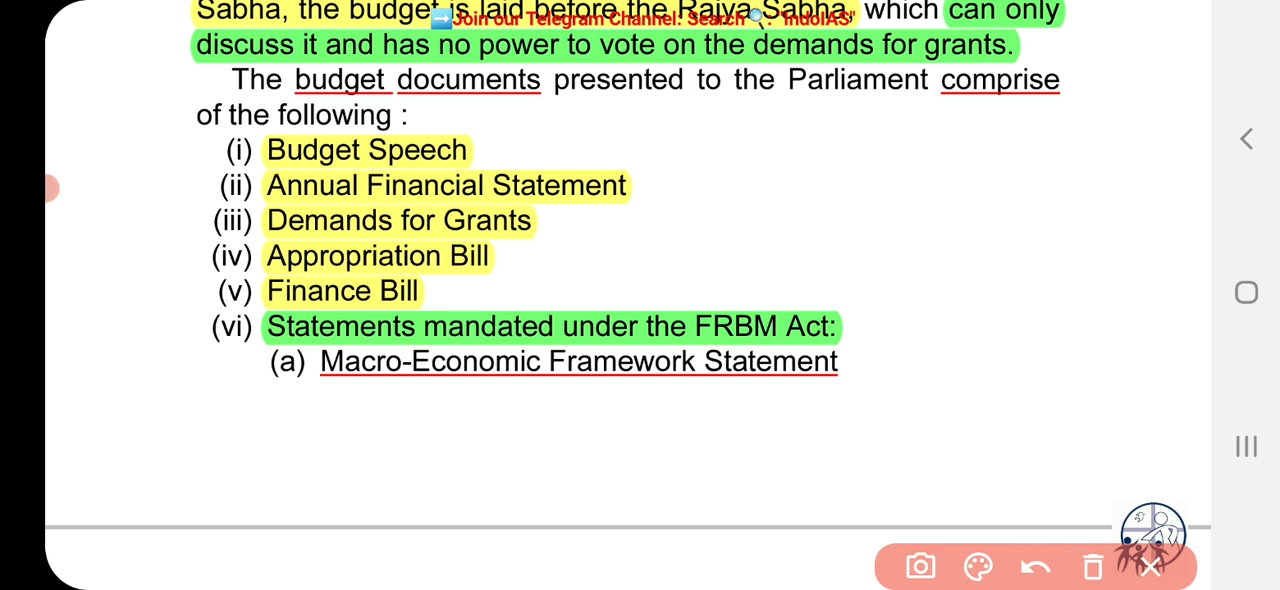 Sabha, the budget is laid before the Rajya Sabha, which can only
➡️Join our Telegram Channel: Search🔍: "IndoIAS"
discuss it and has no power to vote on the demands for grants.
The budget documents presented to the Parliament comprise
of the following :
(i) Budget Speech
(ii) Annual Financial Statement
(iii) Demands for Grants
(iv) Appropriation Bill
(v) Finance Bill
(vi) Statements mandated under the FRBM Act:
(a) Macro-Economic Framework Statement